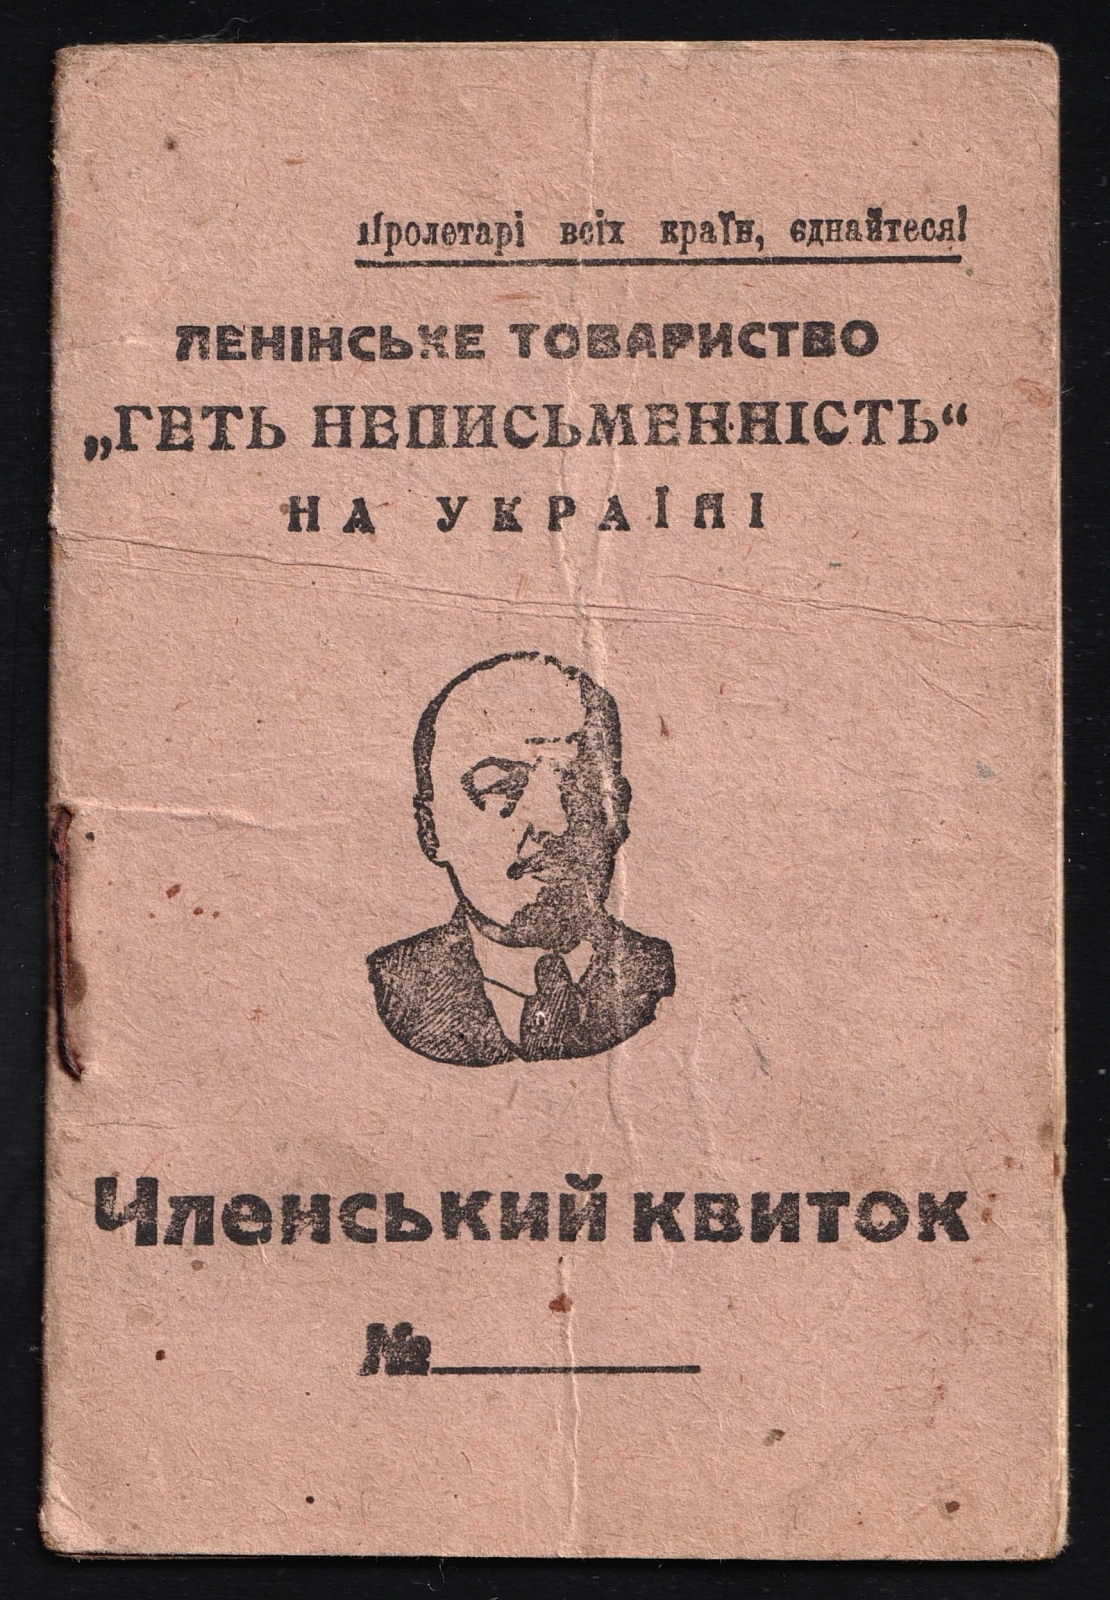 Пролетарі всіх країн, єднайтеся!
ЛЕНІНСЬКЕ ТОВАРИСТВО
„ГЕТЬ НЕПИСЬМЕННІСТЬ“
НА УКРАЇНІ
Членський квиток
№